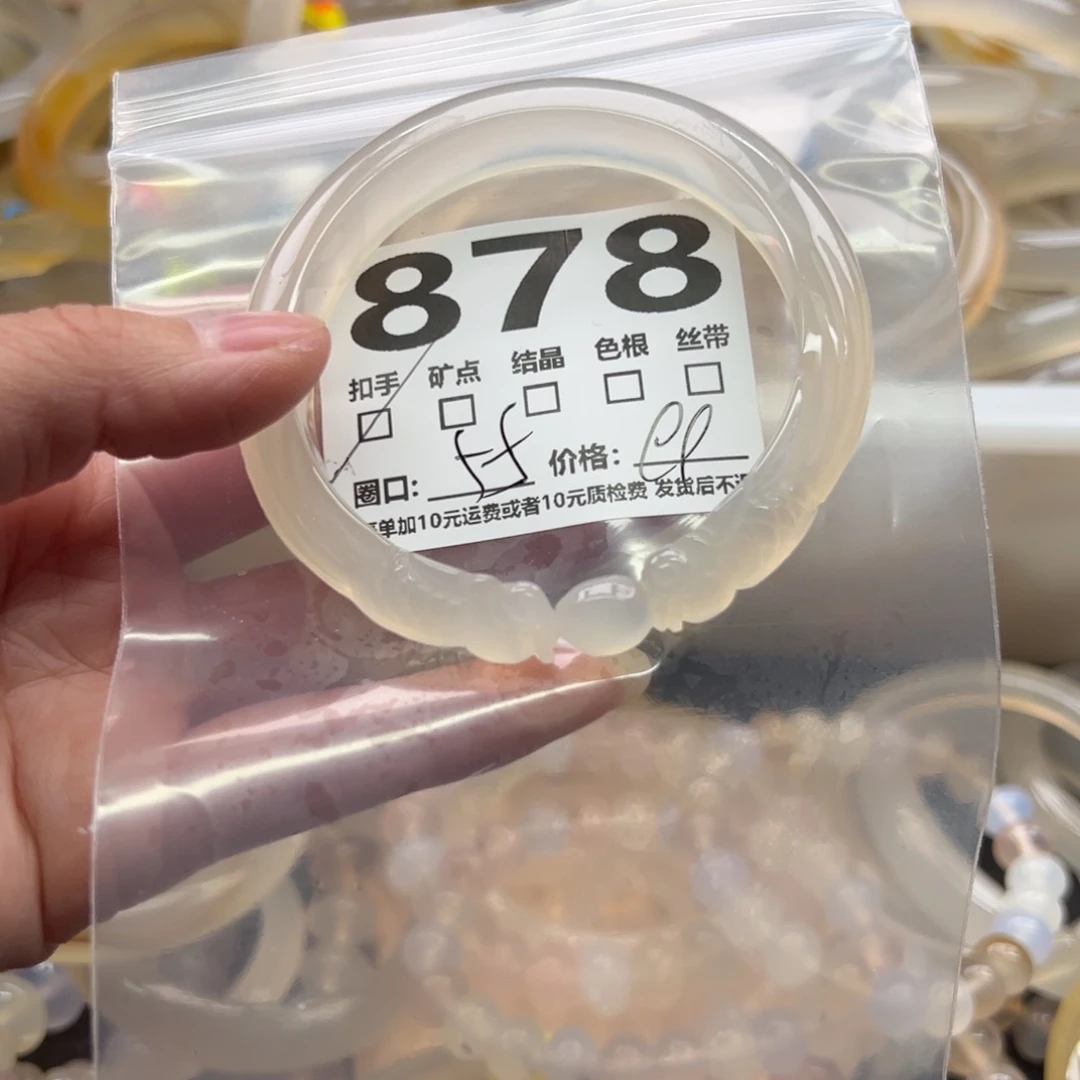 878
扣手 矿点 结晶 色根 丝带
圈口: 价格:
单加10元运费或者10元质检费 发货后不